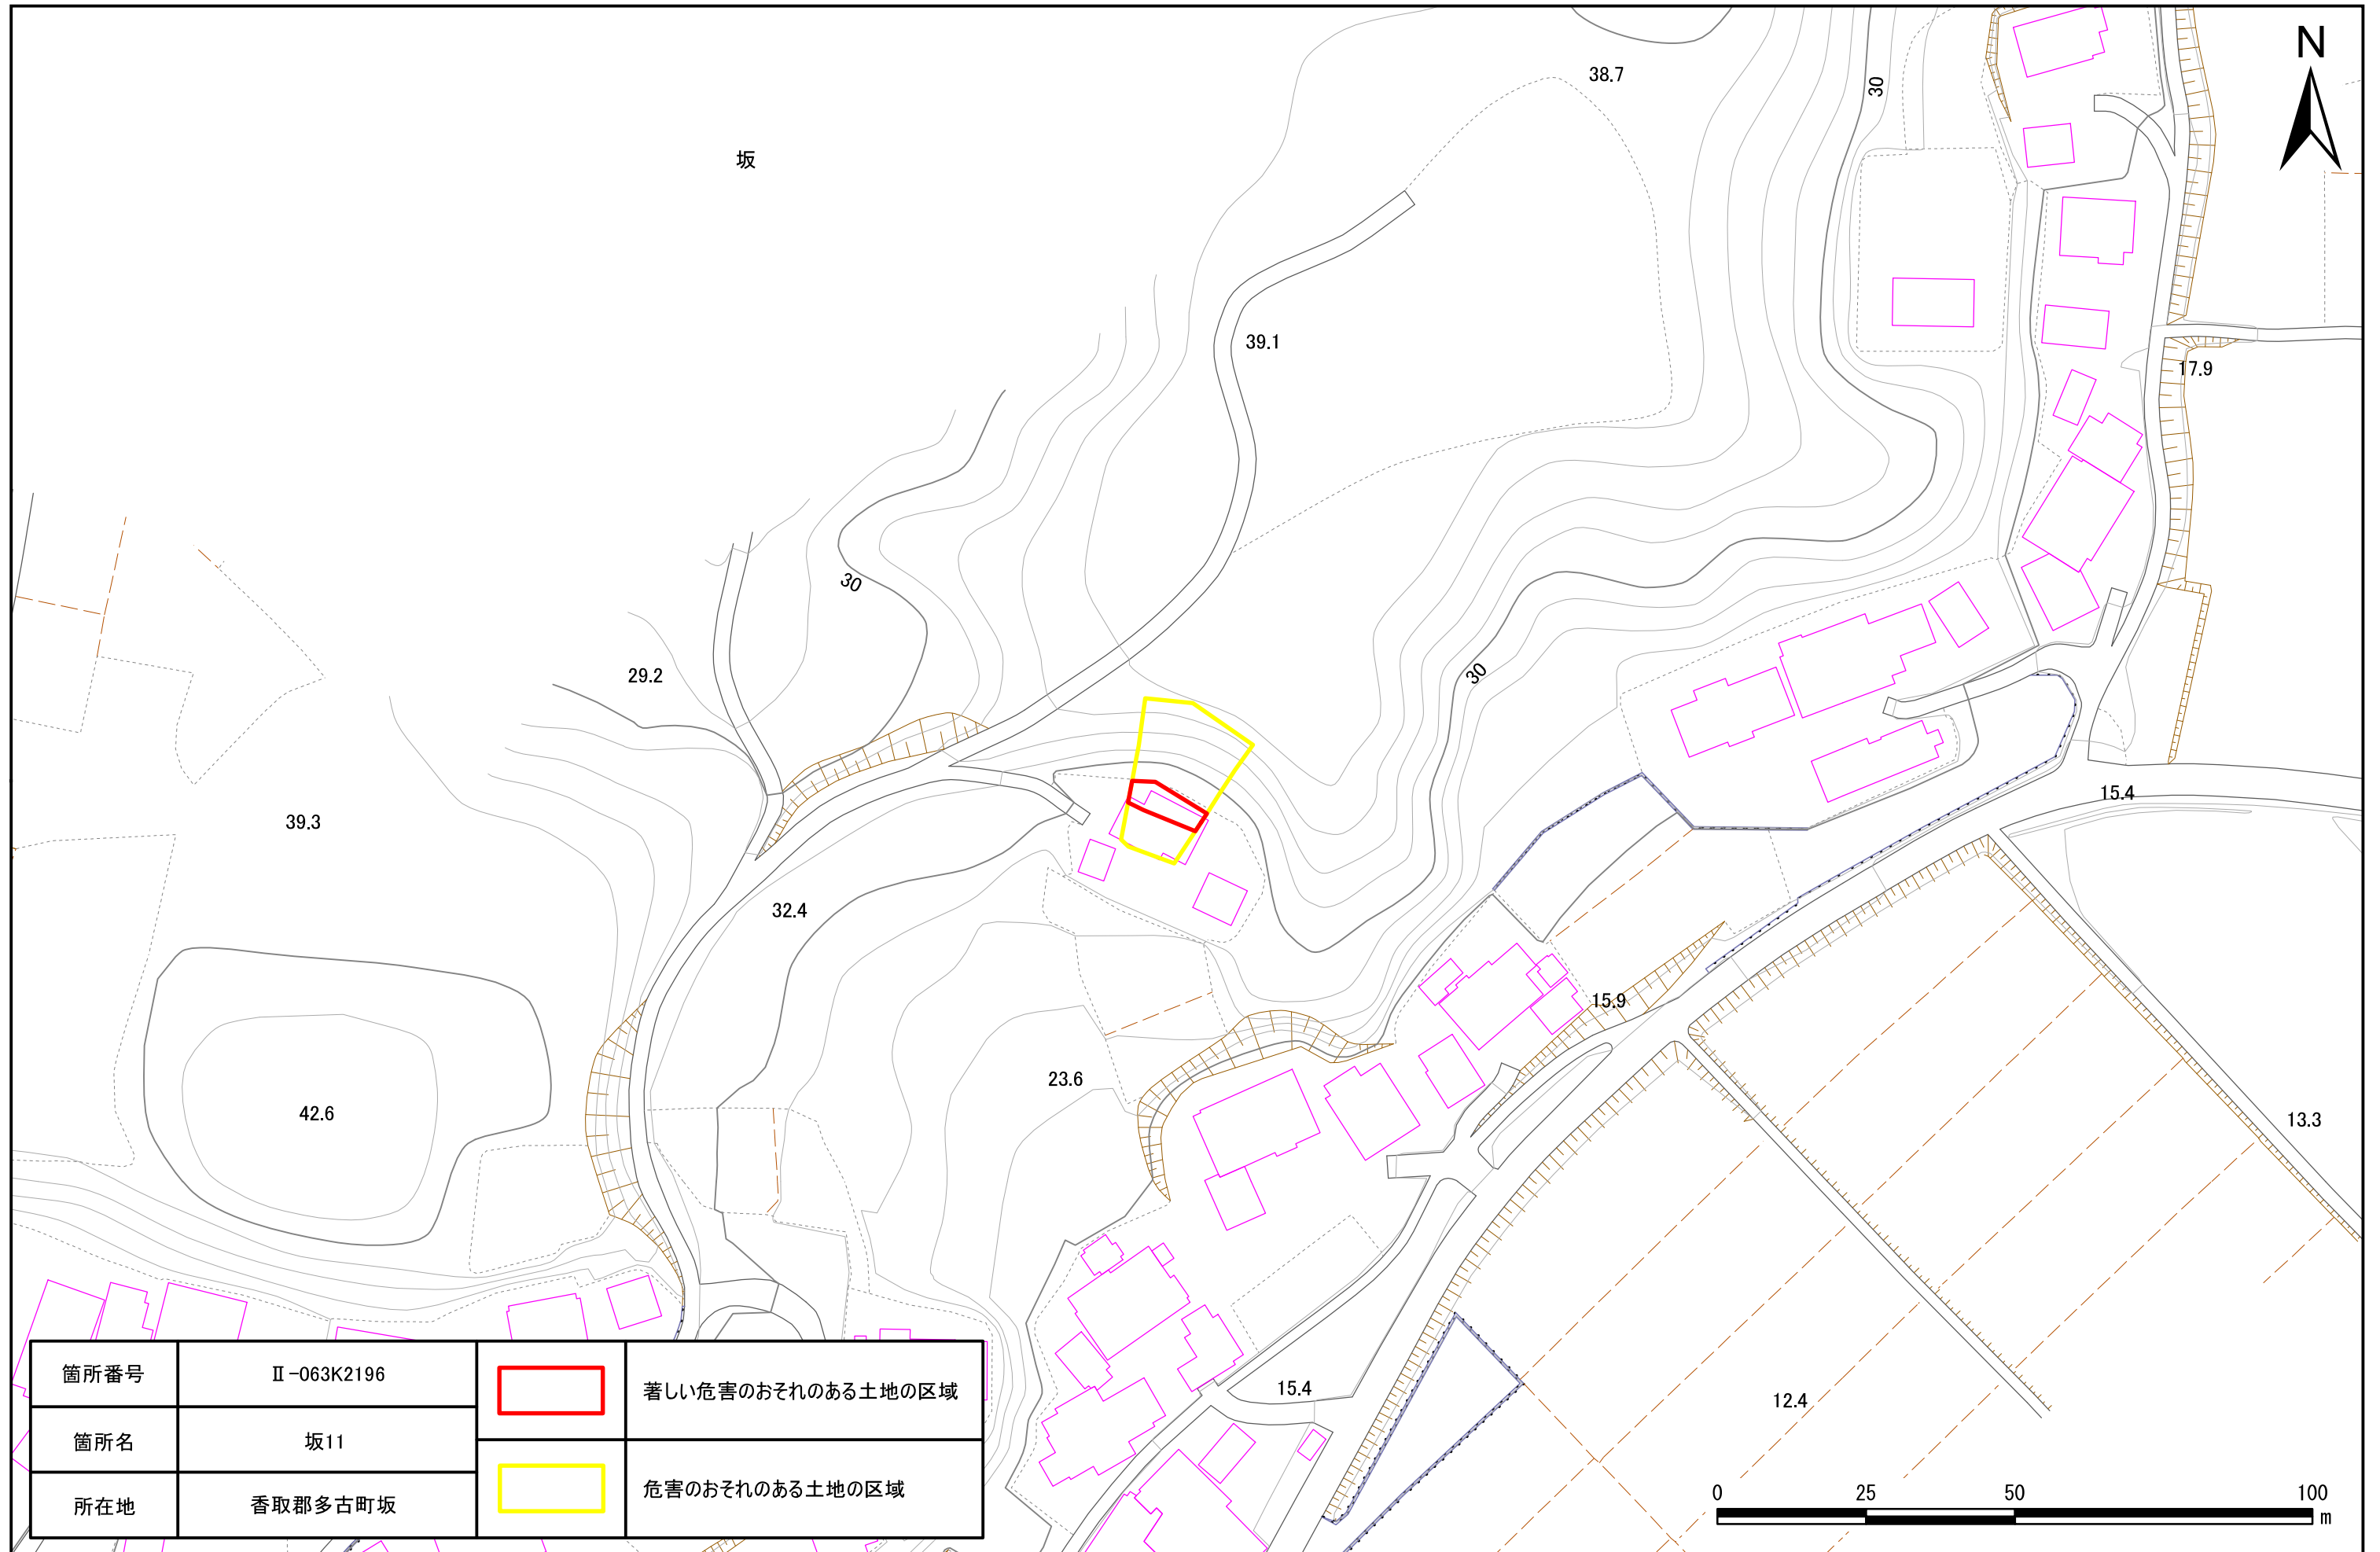 N
38.7
30
坂
39.1
17.9
30
29.2
30
15.4
39.3
32.4
15.9
23.6
42.6
13.3
15.4
12.4
箇所番号 Ⅱ-063K2196
箇所名 坂11
所在地 香取郡多古町坂
著しい危害のおそれのある土地の区域
危害のおそれのある土地の区域
0 25 50 100
m